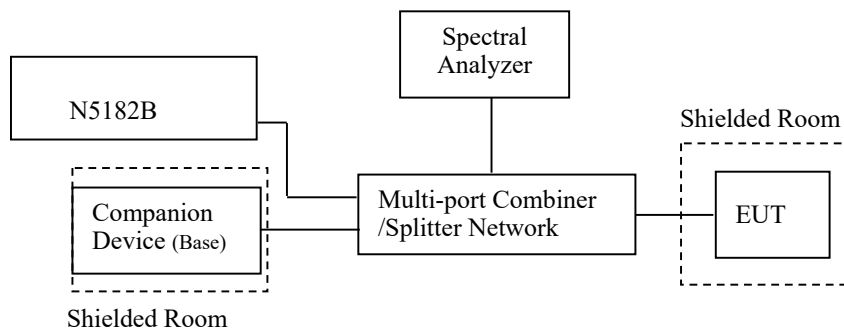 Spectral
Analyzer
N5182B
Shielded Room
Multi-port Combiner
/Splitter Network
Companion
Device (Base)
EUT
Shielded Room